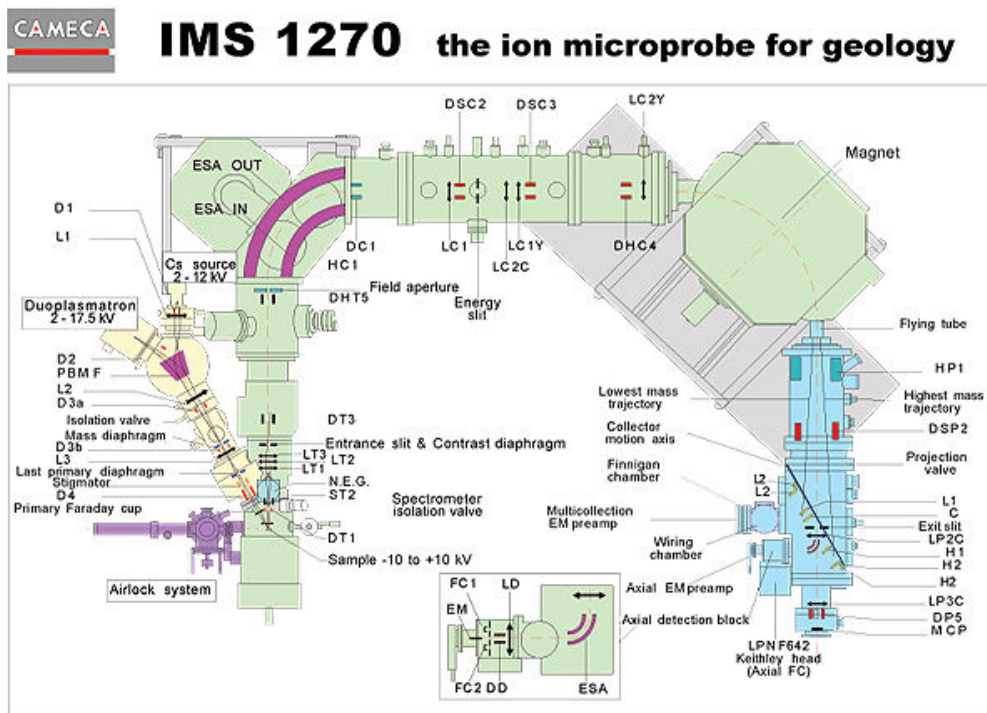 CAMECA
IMS 1270 the ion microprobe for geology
DSC2
DSC3
LC2Y
Magnet
ESA OUT
ESA IN
D1
L1
Cs source
2 - 12 kV
Duoplasmatron
2 - 17.5 kV
DC1
HC1
LC1
LC2C
LC1Y
DHC4
Energy
slit
DHT5
Field aperture
Flying tube
D2
PBMF
L2
D3a
Isolation valve
Mass diaphragm
D3b
L3
Last primary diaphragm
Stigmator
D4
Primary Faraday cup
DT3
Entrance slit & Contrast diaphragm
LT3
LT2
LT1
N.E.G.
ST2
Spectrometer
isolation valve
DT1
Sample -10 to +10 kV
Airlock system
HP1
Lowest mass
trajectory
Highest mass
trajectory
Collector
motion axis
DSP2
Finnigan
chamber
Projection
valve
L2
L2
L1
C
Exit slit
LP2C
H1
H2
H2
Multicollection
EM preamp
Wiring
chamber
Axial EM preamp
LP3C
DP5
MCP
Axial detection block
LPN F642
Keithley head
(Axial FC)
FC1
LD
EM
FC2
DD
ESA